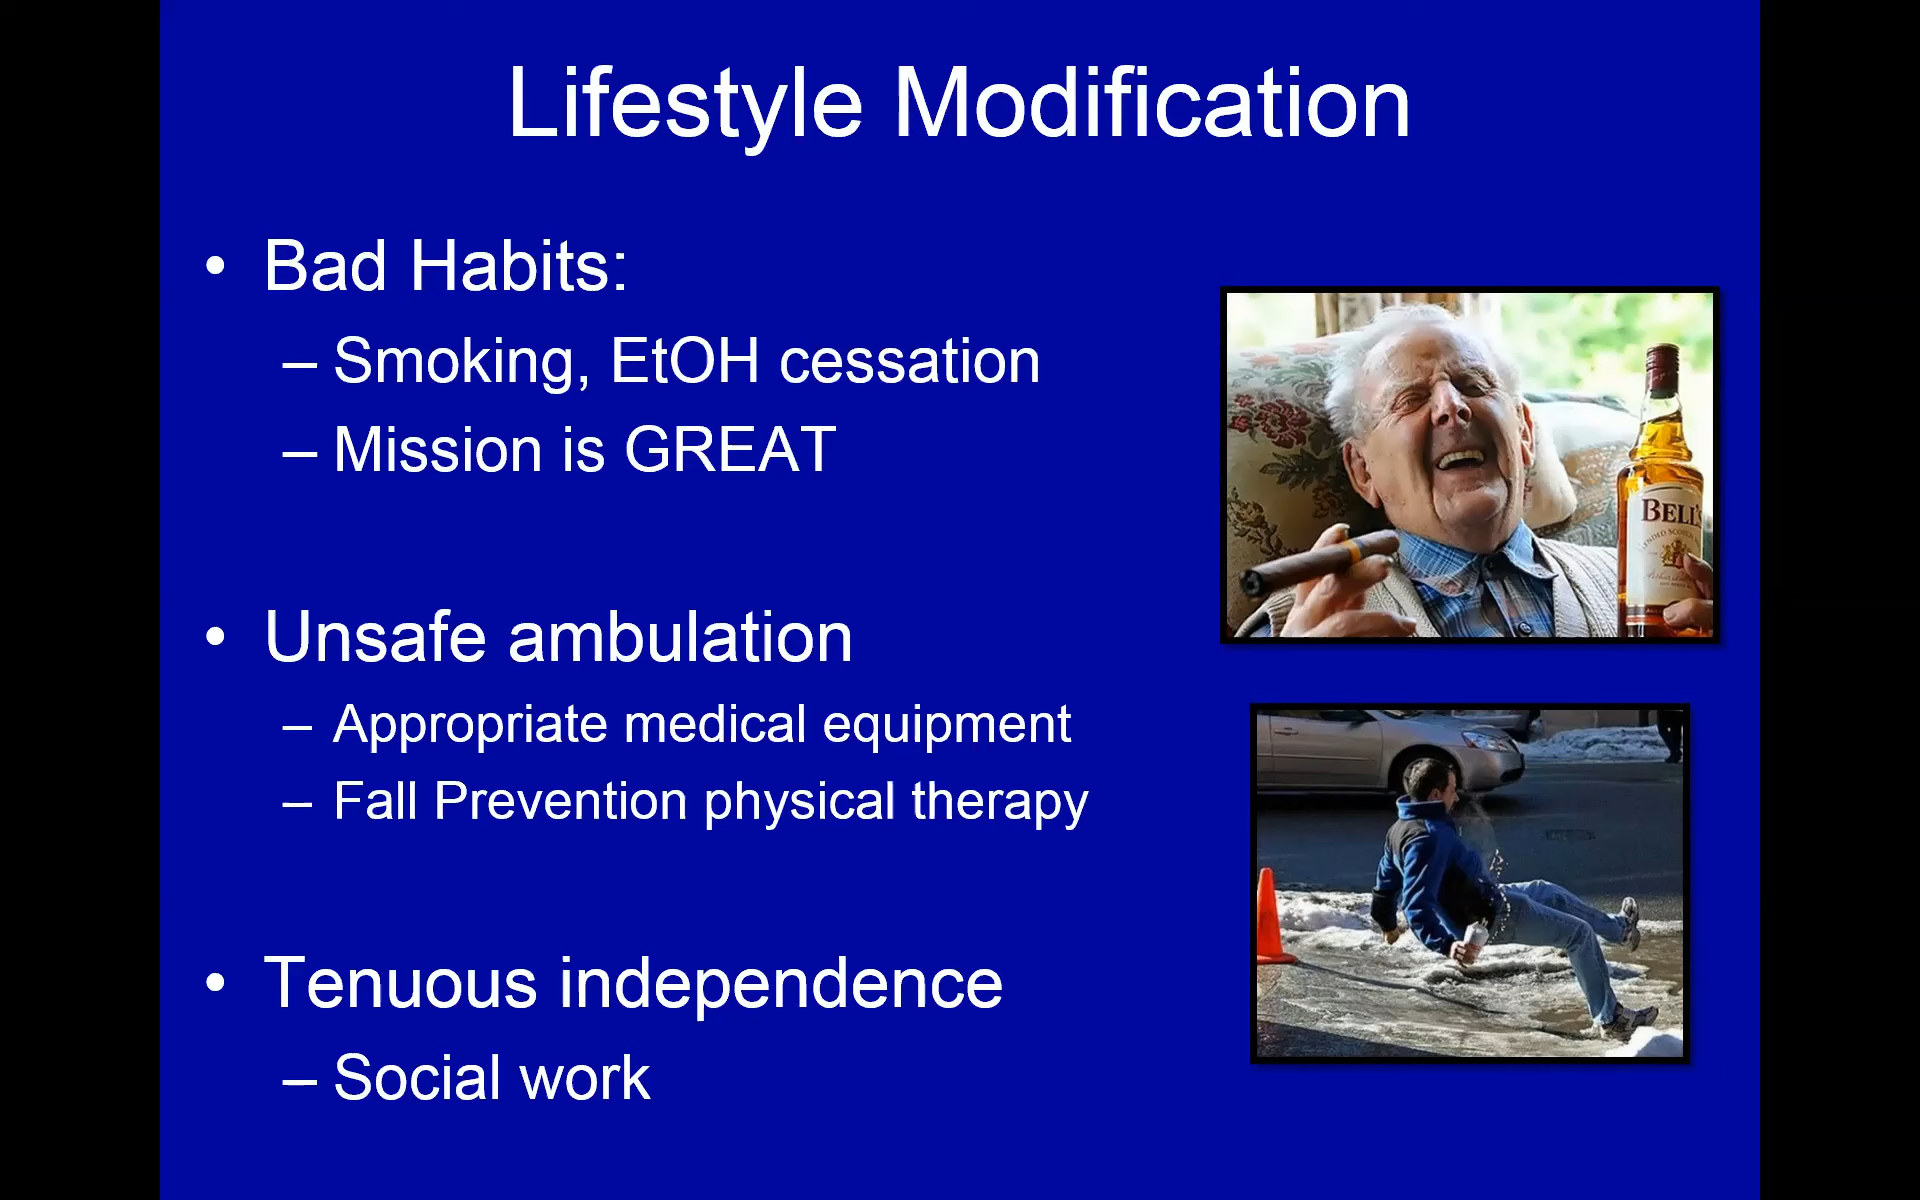 Lifestyle Modification
• Bad Habits:
– Smoking, EtOH cessation
– Mission is GREAT
• Unsafe ambulation
– Appropriate medical equipment
– Fall Prevention physical therapy
• Tenuous independence
– Social work
BELL'S